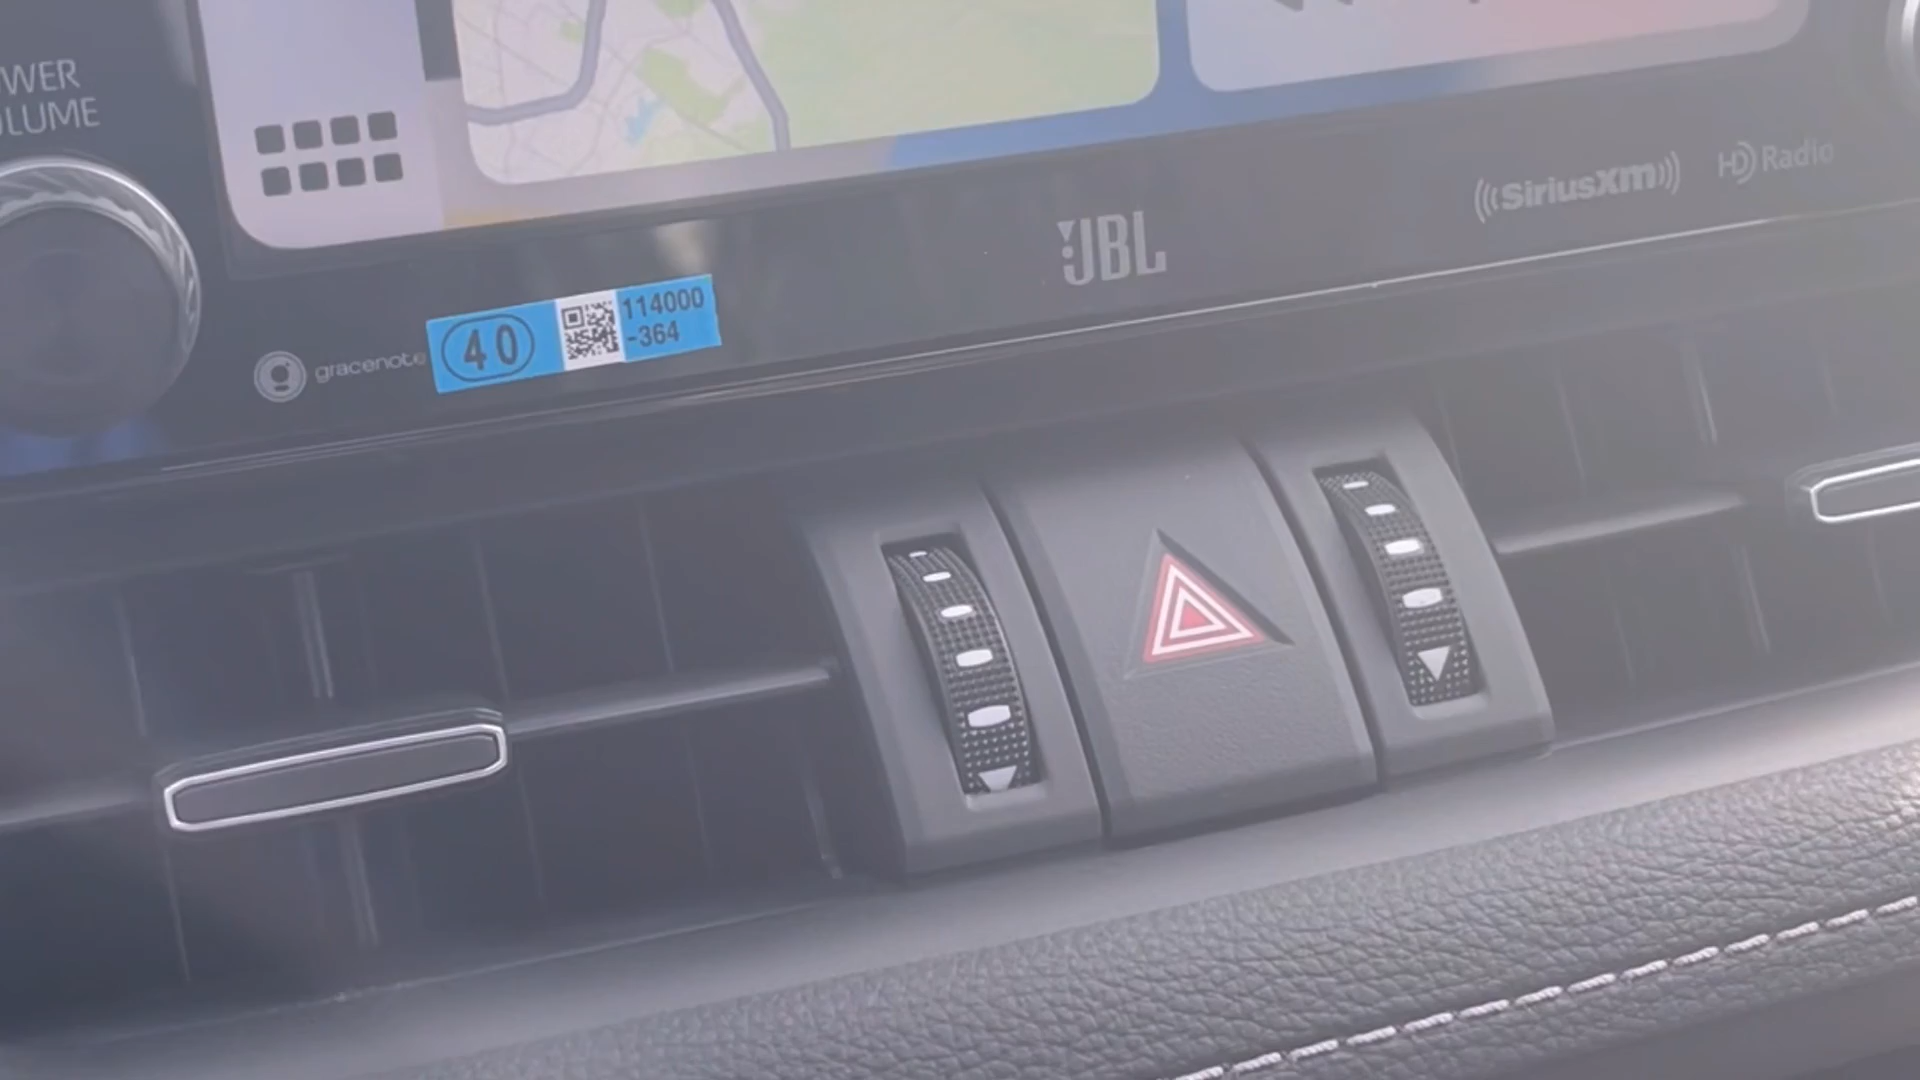 WER
LUME
gracenote
40
114000
-364
JBL
SiriusXM
HD Radio